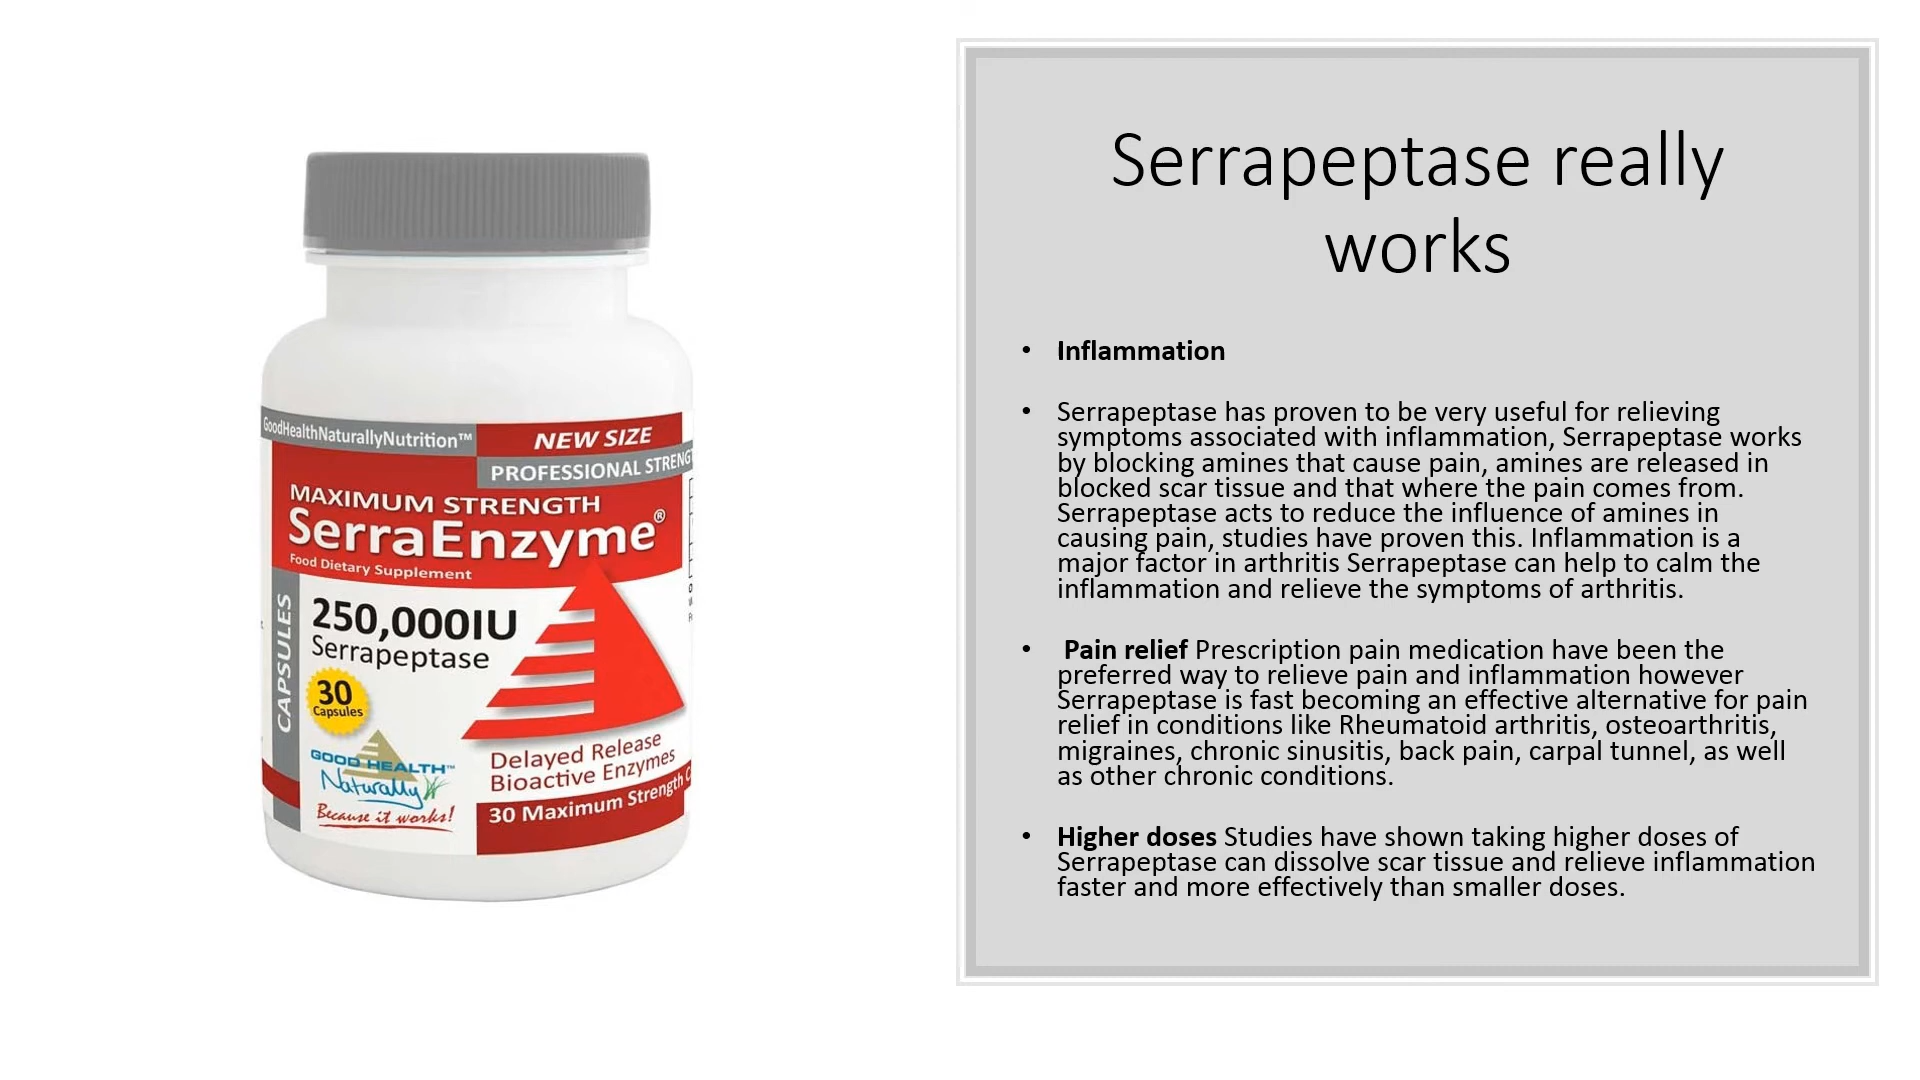 GoodHealthNaturallyNutrition™
NEW SIZE
PROFESSIONAL STRENGT
MAXIMUM STRENGTH
SerraEnzyme®
Food Dietary Supplement
CAPSULES
250,000IU
Serrapeptase
30
Capsules
GOOD HEALTH™
Naturally
Because it works!
Delayed Release
Bioactive Enzymes
30 Maximum Strength C
Serrapeptase really
works
• Inflammation
• Serrapeptase has proven to be very useful for relieving
symptoms associated with inflammation, Serrapeptase works
by blocking amines that cause pain, amines are released in
blocked scar tissue and that where the pain comes from.
Serrapeptase acts to reduce the influence of amines in
causing pain, studies have proven this. Inflammation is a
major factor in arthritis Serrapeptase can help to calm the
inflammation and relieve the symptoms of arthritis.
• Pain relief Prescription pain medication have been the
preferred way to relieve pain and inflammation however
Serrapeptase is fast becoming an effective alternative for pain
relief in conditions like Rheumatoid arthritis, osteoarthritis,
migraines, chronic sinusitis, back pain, carpal tunnel, as well
as other chronic conditions.
• Higher doses Studies have shown taking higher doses of
Serrapeptase can dissolve scar tissue and relieve inflammation
faster and more effectively than smaller doses.